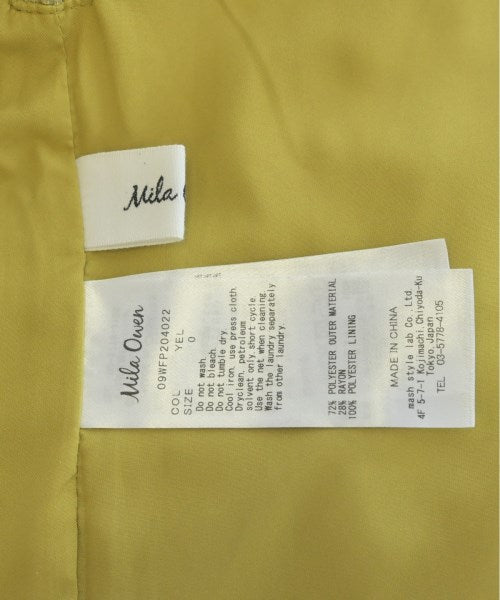 Mila
Mila Owen
09WFP204022
COL YEL
SIZE 0
Do not wash.
Do not bleach.
Do not tumble dry.
Cool iron, use press cloth.
Dryclean, petroleum
solvent only, short cycle.
Use the net when cleaning.
Wash the laundry separately
from other laundry.
72% POLYESTER OUTER MATERIAL
28% RAYON
100% POLYESTER LINING
MADE IN CHINA
mash style lab Co.,Ltd.
4F 5-7-1 Kojimachi Chiyoda-Ku
Tokyo Japan
TEL 03-5778-4105